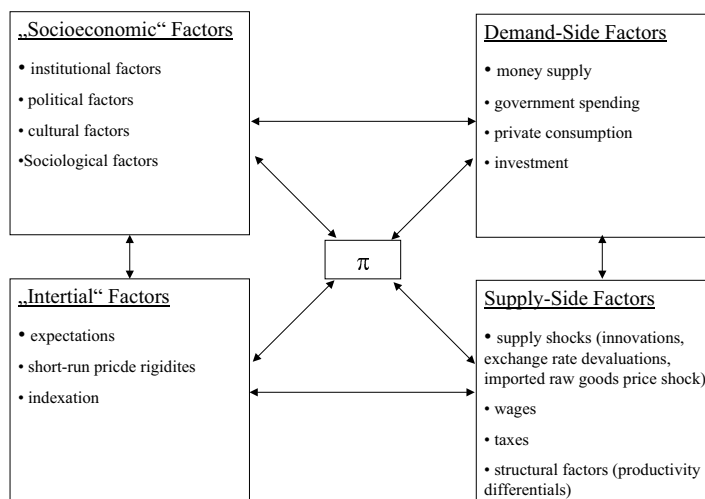 „Socioeconomic“ Factors
• institutional factors
• political factors
• cultural factors
•Sociological factors
Demand-Side Factors
• money supply
• government spending
• private consumption
• investment
π
„Intertial“ Factors
• expectations
• short-run pricde rigidites
• indexation
Supply-Side Factors
• supply shocks (innovations,
exchange rate devaluations,
imported raw goods price shock)
• wages
• taxes
• structural factors (productivity
differentials)